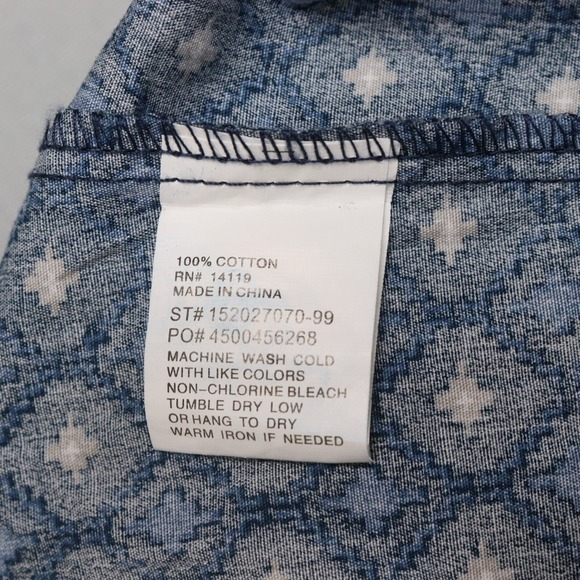 100% COTTON
RN# 14119
MADE IN CHINA
ST# 152027070-99
PO# 4500456268
MACHINE WASH COLD
WITH LIKE COLORS
NON-CHLORINE BLEACH
TUMBLE DRY LOW
OR HANG TO DRY
WARM IRON IF NEEDED